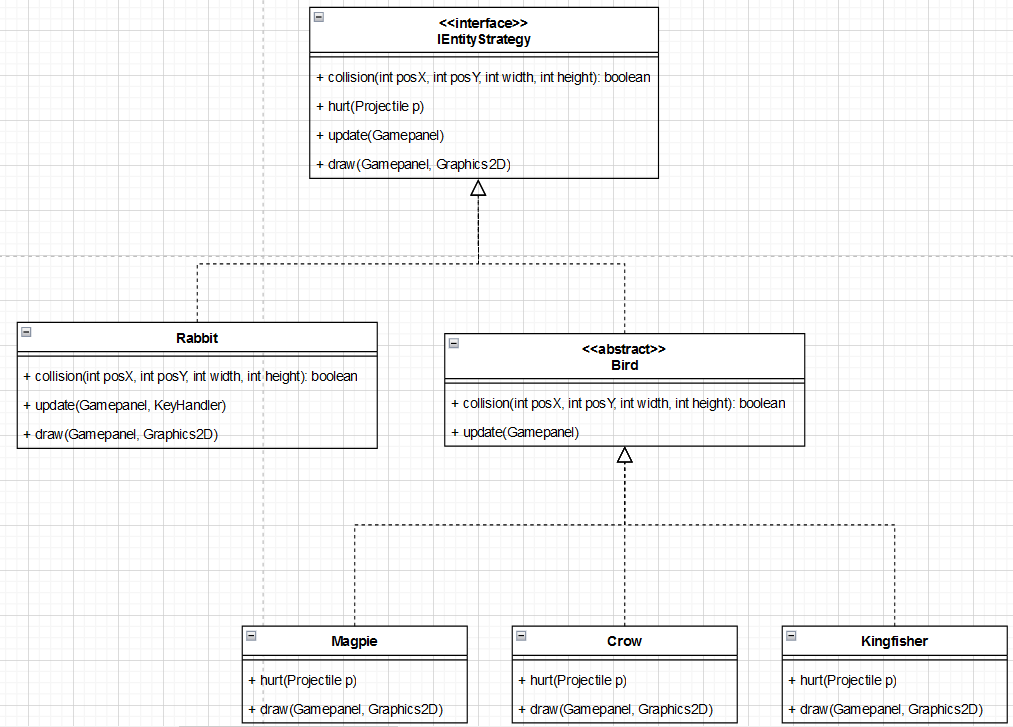 <<interface>>
IEntityStrategy
+ collision(int posX, int posY, int width, int height): boolean
+ hurt(Projectile p)
+ update(Gamepanel)
+ draw(Gamepanel, Graphics2D)
Rabbit
+ collision(int posX, int posY, int width, int height): boolean
+ update(Gamepanel, KeyHandler)
+ draw(Gamepanel, Graphics2D)
<<abstract>>
Bird
+ collision(int posX, int posY, int width, int height): boolean
+ update(Gamepanel)
Magpie
+ hurt(Projectile p)
+ draw(Gamepanel, Graphics2D)
Crow
+ hurt(Projectile p)
+ draw(Gamepanel, Graphics2D)
Kingfisher
+ hurt(Projectile p)
+ draw(Gamepanel, Graphics2D)